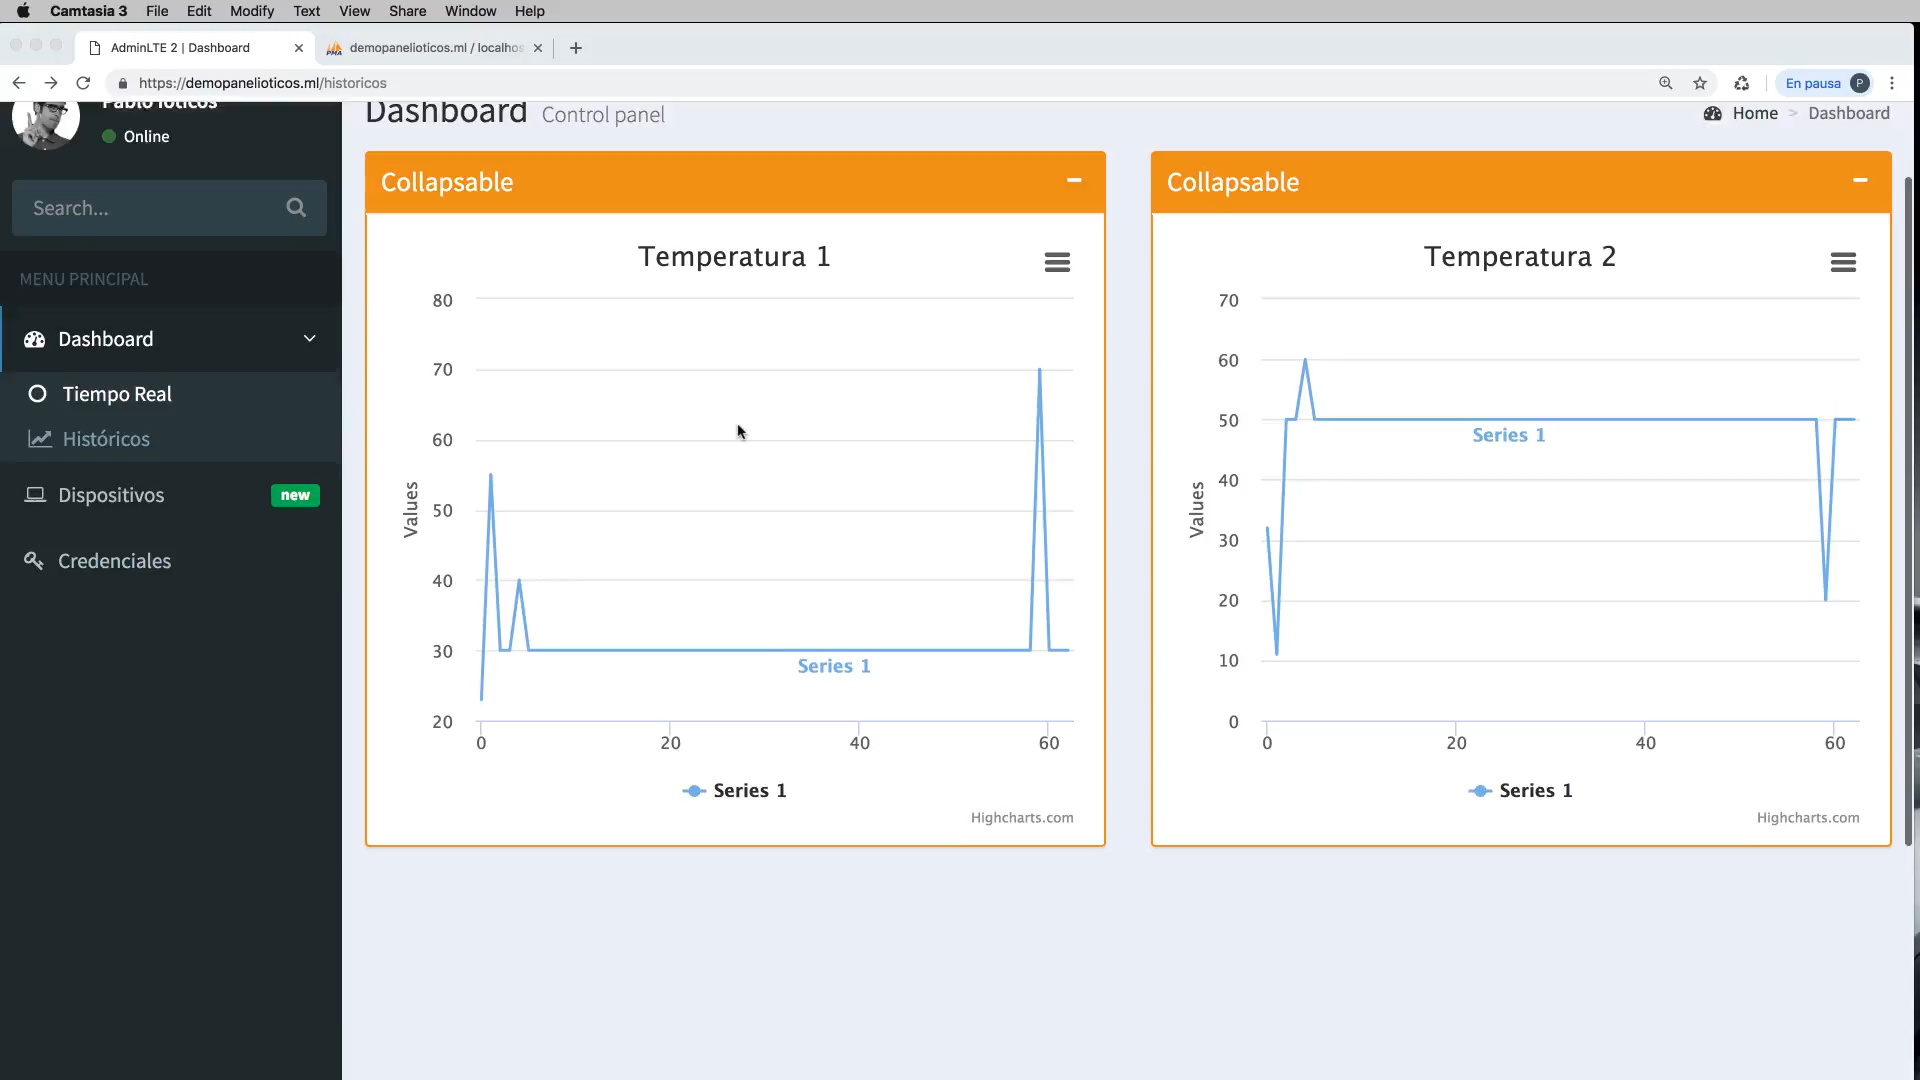 Camtasia 3 File Edit Modify Text View Share Window Help
AdminLTE 2 | Dashboard
demopanelioticos.ml / localhos
https://demopanelioticos.ml/historicos
En pausa P
Pablo Ioticos
Online
Search...
MENU PRINCIPAL
Dashboard
Tiempo Real
Históricos
Dispositivos new
Credenciales
Dashboard Control panel
Home > Dashboard
Collapsable
Temperatura 1
Values
80
70
60
50
40
30
20
Series 1
0 20 40 60
Series 1
Highcharts.com
Collapsable
Temperatura 2
Values
70
60
50
40
30
20
10
0
Series 1
0 20 40 60
Series 1
Highcharts.com